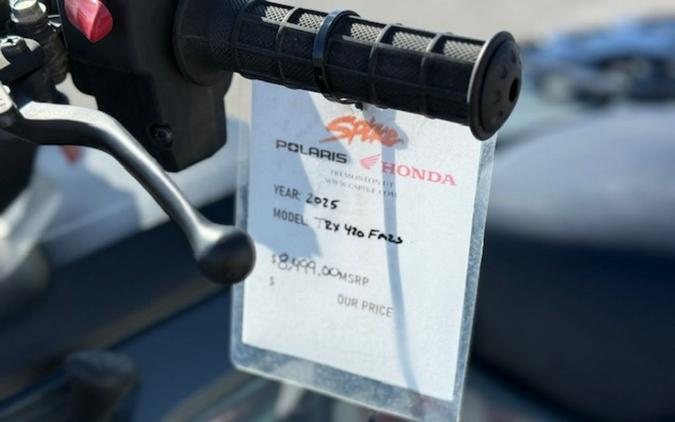 Spike
POLARIS HONDA
TREMONTON UT
WWW.GSPIKE.COM
YEAR: 2025
MODEL: TRX 420 FM2S
$8,499.00 MSRP
$
OUR PRICE